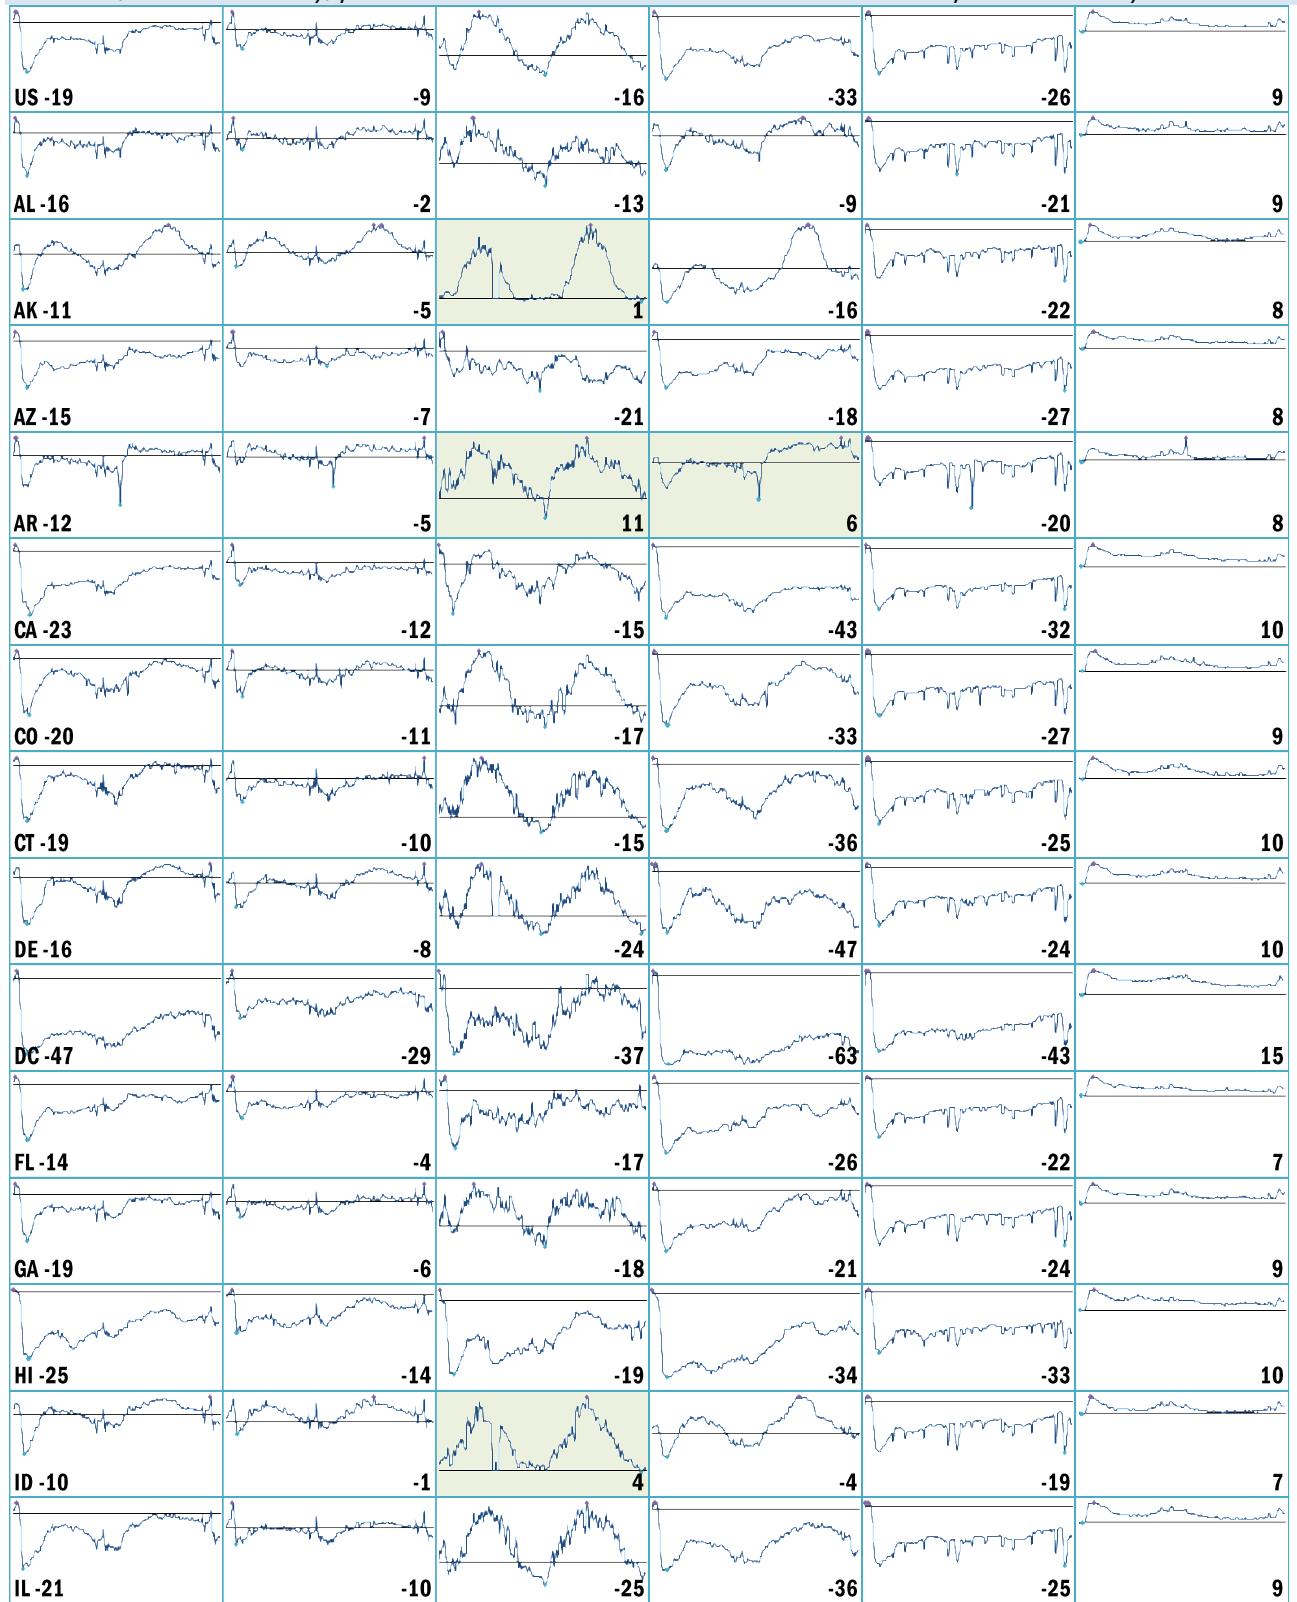 US -19 -9 -16 -33 -26 9
AL -16 -2 -13 -9 -21 9
AK -11 -5 1 -16 -22 8
AZ -15 -7 -21 -18 -27 8
AR -12 -5 11 6 -20 8
CA -23 -12 -15 -43 -32 10
CO -20 -11 -17 -33 -27 9
CT -19 -10 -15 -36 -25 10
DE -16 -8 -24 -47 -24 10
DC -47 -29 -37 -63 -43 15
FL -14 -4 -17 -26 -22 7
GA -19 -6 -18 -21 -24 9
HI -25 -14 -19 -34 -33 10
ID -10 -1 4 -4 -19 7
IL -21 -10 -25 -36 -25 9